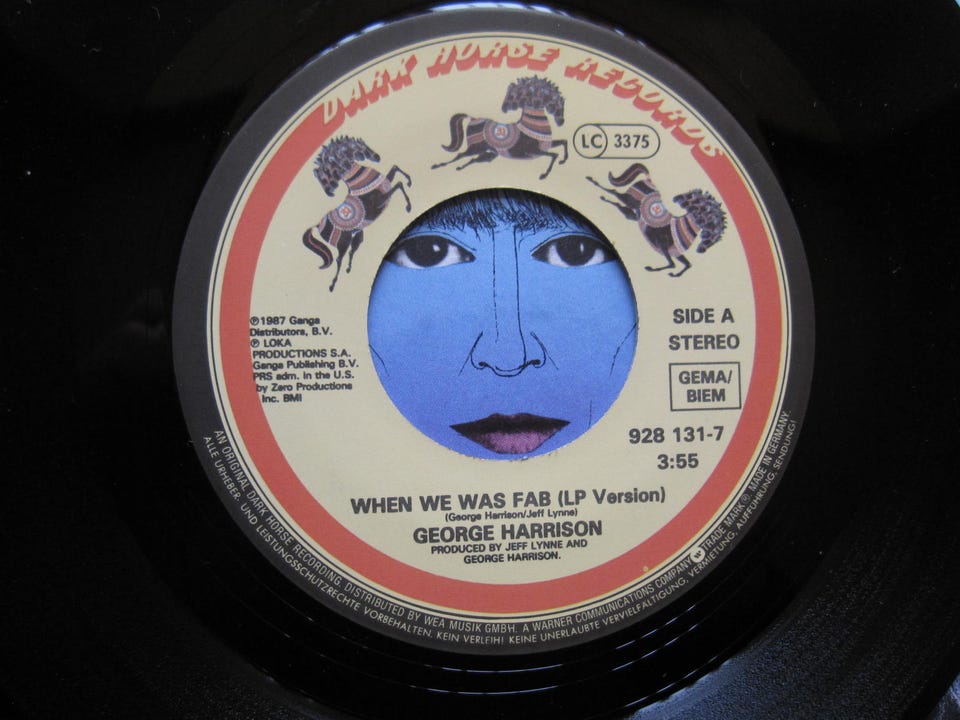 DARK HORSE RECORDS
LC 3375
℗1987 Ganga
Distributors, B.V.
℗ LOKA
PRODUCTIONS S.A.
Ganga Publishing B.V.
PRS adm. in the U.S.
by Zero Productions
Inc. BMI
SIDE A
STEREO
GEMA/
BIEM
928 131-7
3:55
WHEN WE WAS FAB (LP Version)
(George Harrison/Jeff Lynne)
GEORGE HARRISON
PRODUCED BY JEFF LYNNE AND
GEORGE HARRISON.
AN ORIGINAL DARK HORSE RECORDING DISTRIBUTED BY WEA MUSIK GMBH. A WARNER COMMUNICATIONS COMPANY W TRADE MARK ®. MADE IN GERMANY.
ALLE URHEBER- UND LEISTUNGSSCHUTZRECHTE VORBEHALTEN. KEIN VERLEIH! KEINE UNERLAUBTE VERVIELFÄLTIGUNG, VERMIETUNG, AUFFÜHRUNG, SENDUNG!